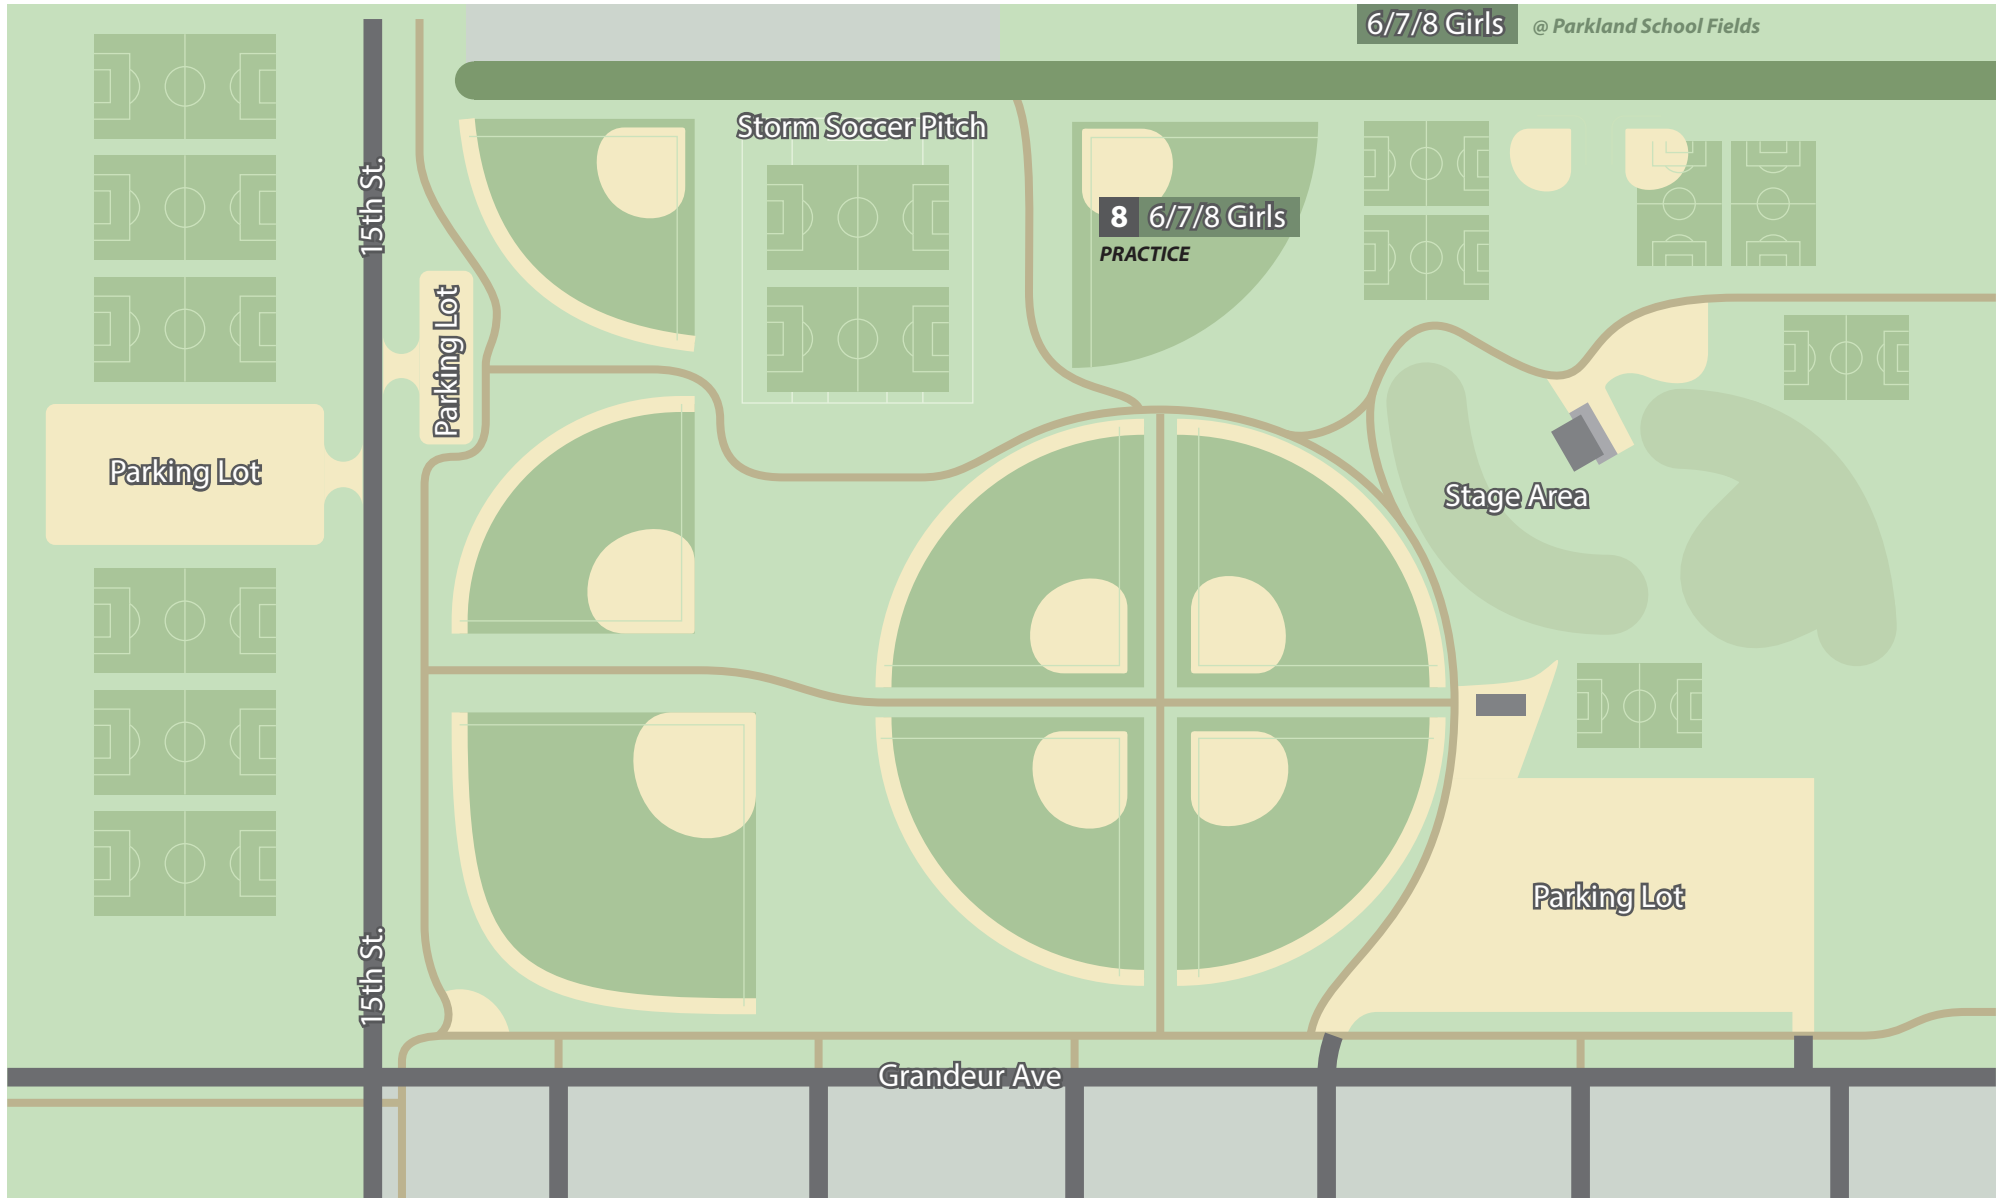 6/7/8 Girls @ Parkland School Fields
Storm Soccer Pitch
15th St.
8 6/7/8 Girls
PRACTICE
Parking Lot
Parking Lot
Stage Area
Parking Lot
15th St.
Grandeur Ave